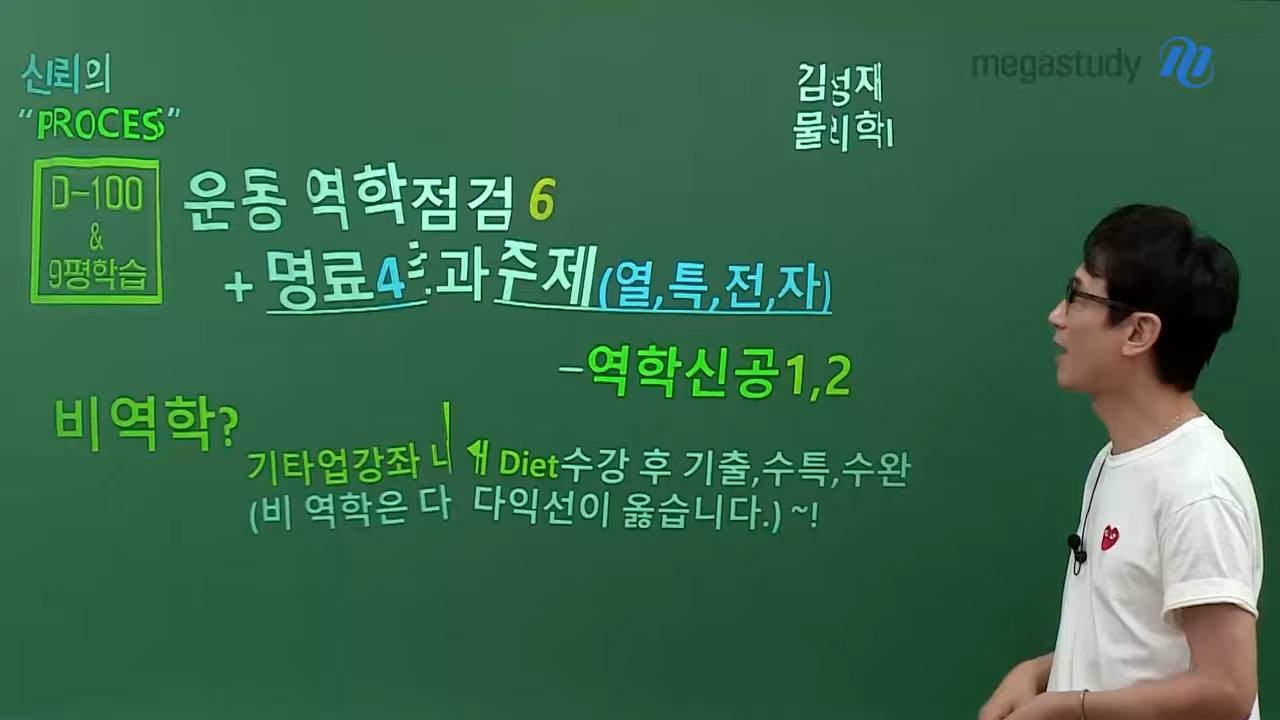 신뢰의
"PROCESS"
megastudy
김성재
물리학I
D-100
&
9평학습
운동 역학점검 6
+ 명료4 과주제(열,특,전,자)
-역학신공1,2
비역학?
기타업강좌 Diet수강 후 기출,수특,수완
(비 역학은 다 다익선이 옳습니다.) ~!